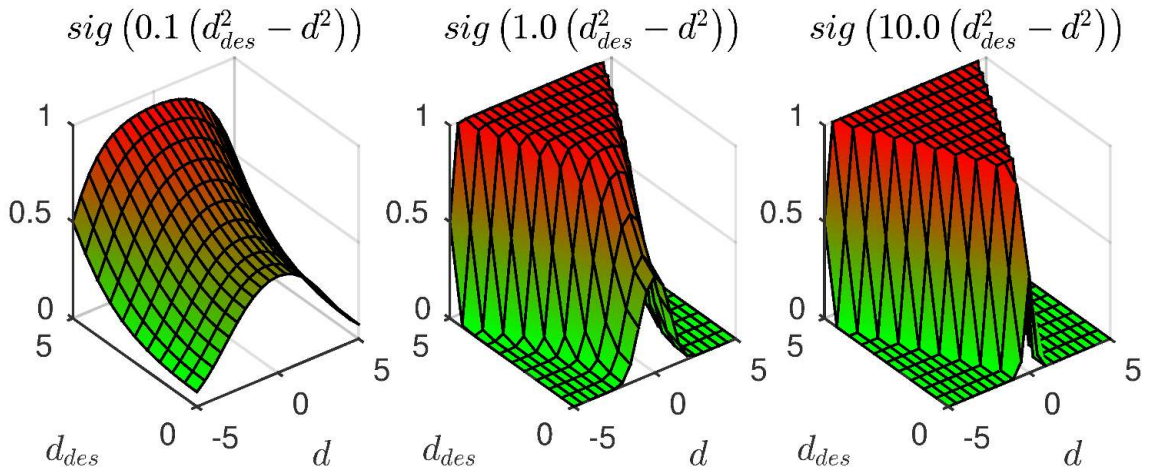 sig (0.1 (d²_des − d²)) sig (1.0 (d²_des − d²)) sig (10.0 (d²_des − d²))
1 1 1
0.5 0.5 0.5
0 0 0
5 5 5 5 5 5
0 -5 0 0 -5 0 0 -5 0
d_des d d_des d d_des d